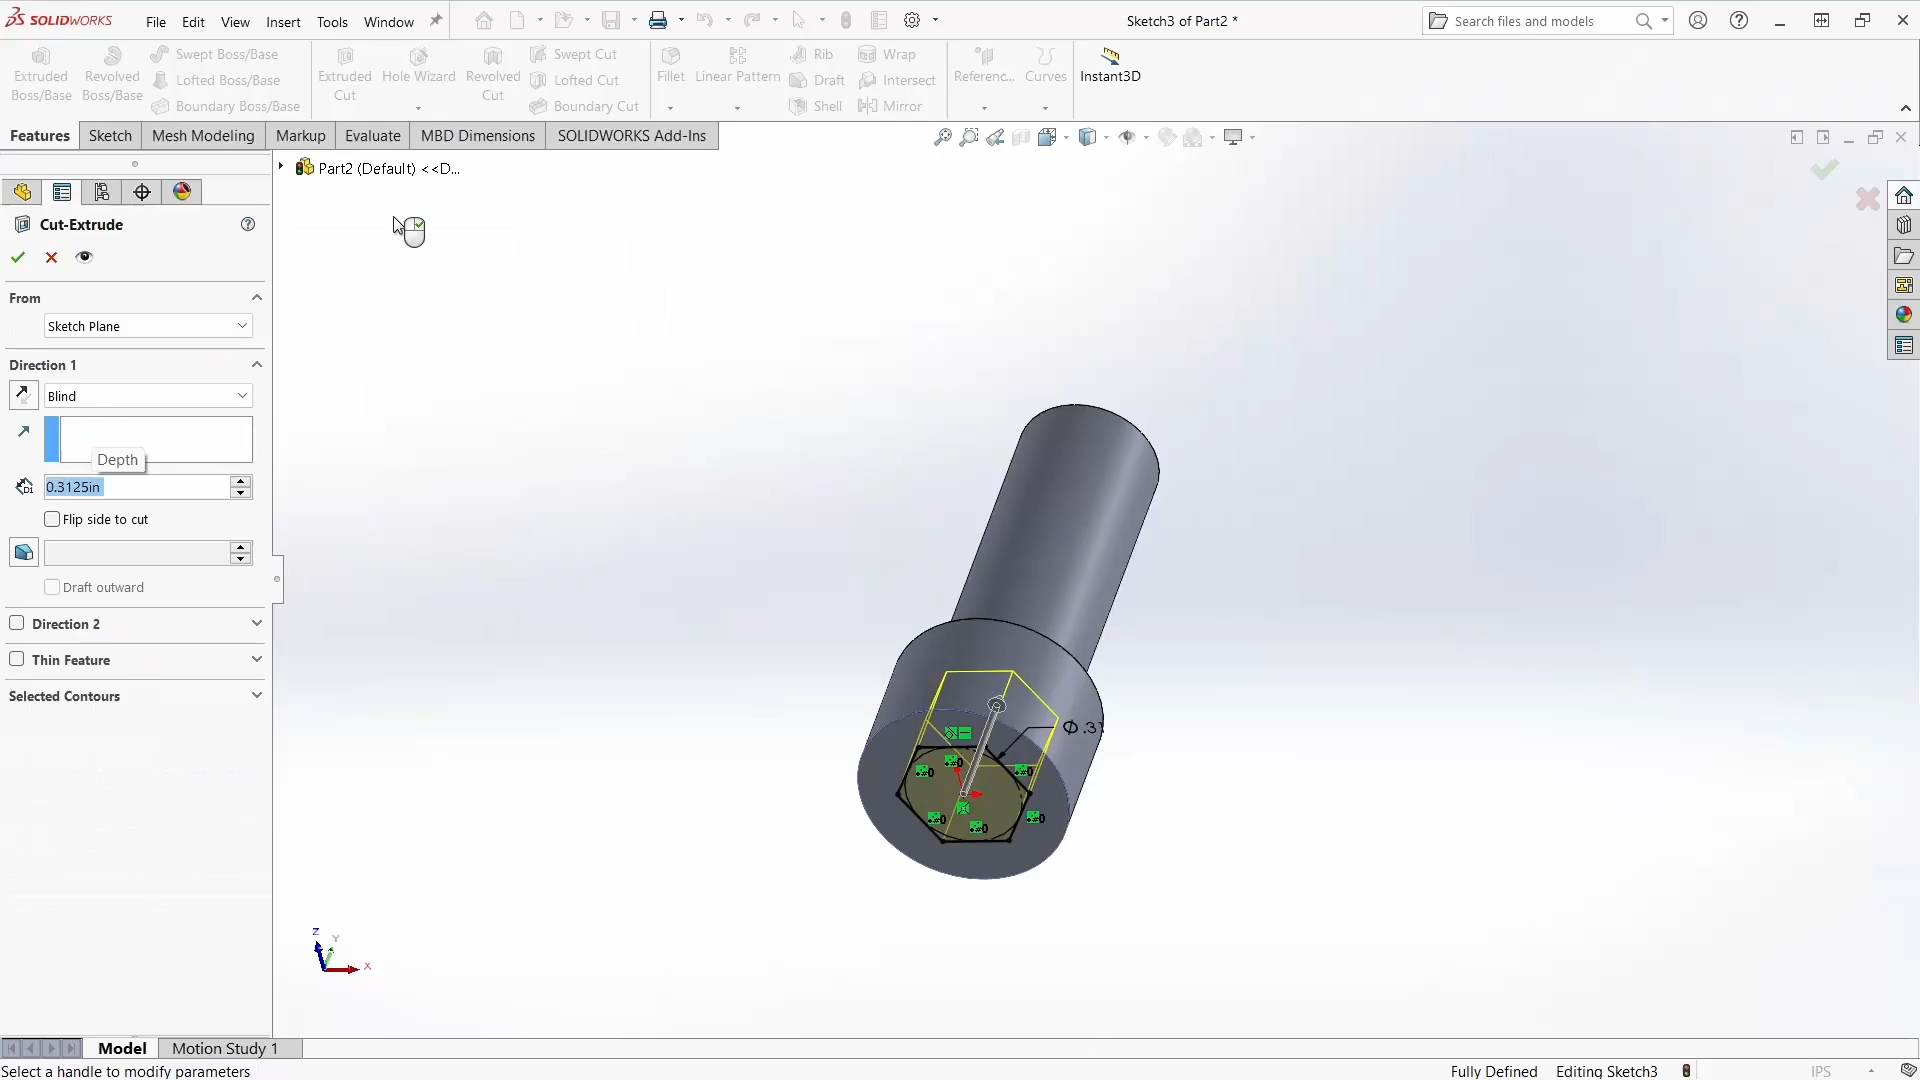 SOLIDWORKS File Edit View Insert Tools Window Sketch3 of Part2 * Search files and models
Extruded Boss/Base
Revolved Boss/Base
Swept Boss/Base
Lofted Boss/Base
Boundary Boss/Base
Extruded Cut
Hole Wizard
Revolved Cut
Swept Cut
Lofted Cut
Boundary Cut
Fillet
Linear Pattern
Rib
Draft
Shell
Wrap
Intersect
Mirror
Referenc...
Curves
Instant3D
Features Sketch Mesh Modeling Markup Evaluate MBD Dimensions SOLIDWORKS Add-Ins
Part2 (Default) <<D...
Cut-Extrude
From
Sketch Plane
Direction 1
Blind
Depth
0.3125in
Flip side to cut
Draft outward
Direction 2
Thin Feature
Selected Contours
Z
Y
X
Model Motion Study 1
Select a handle to modify parameters Fully Defined Editing Sketch3 IPS